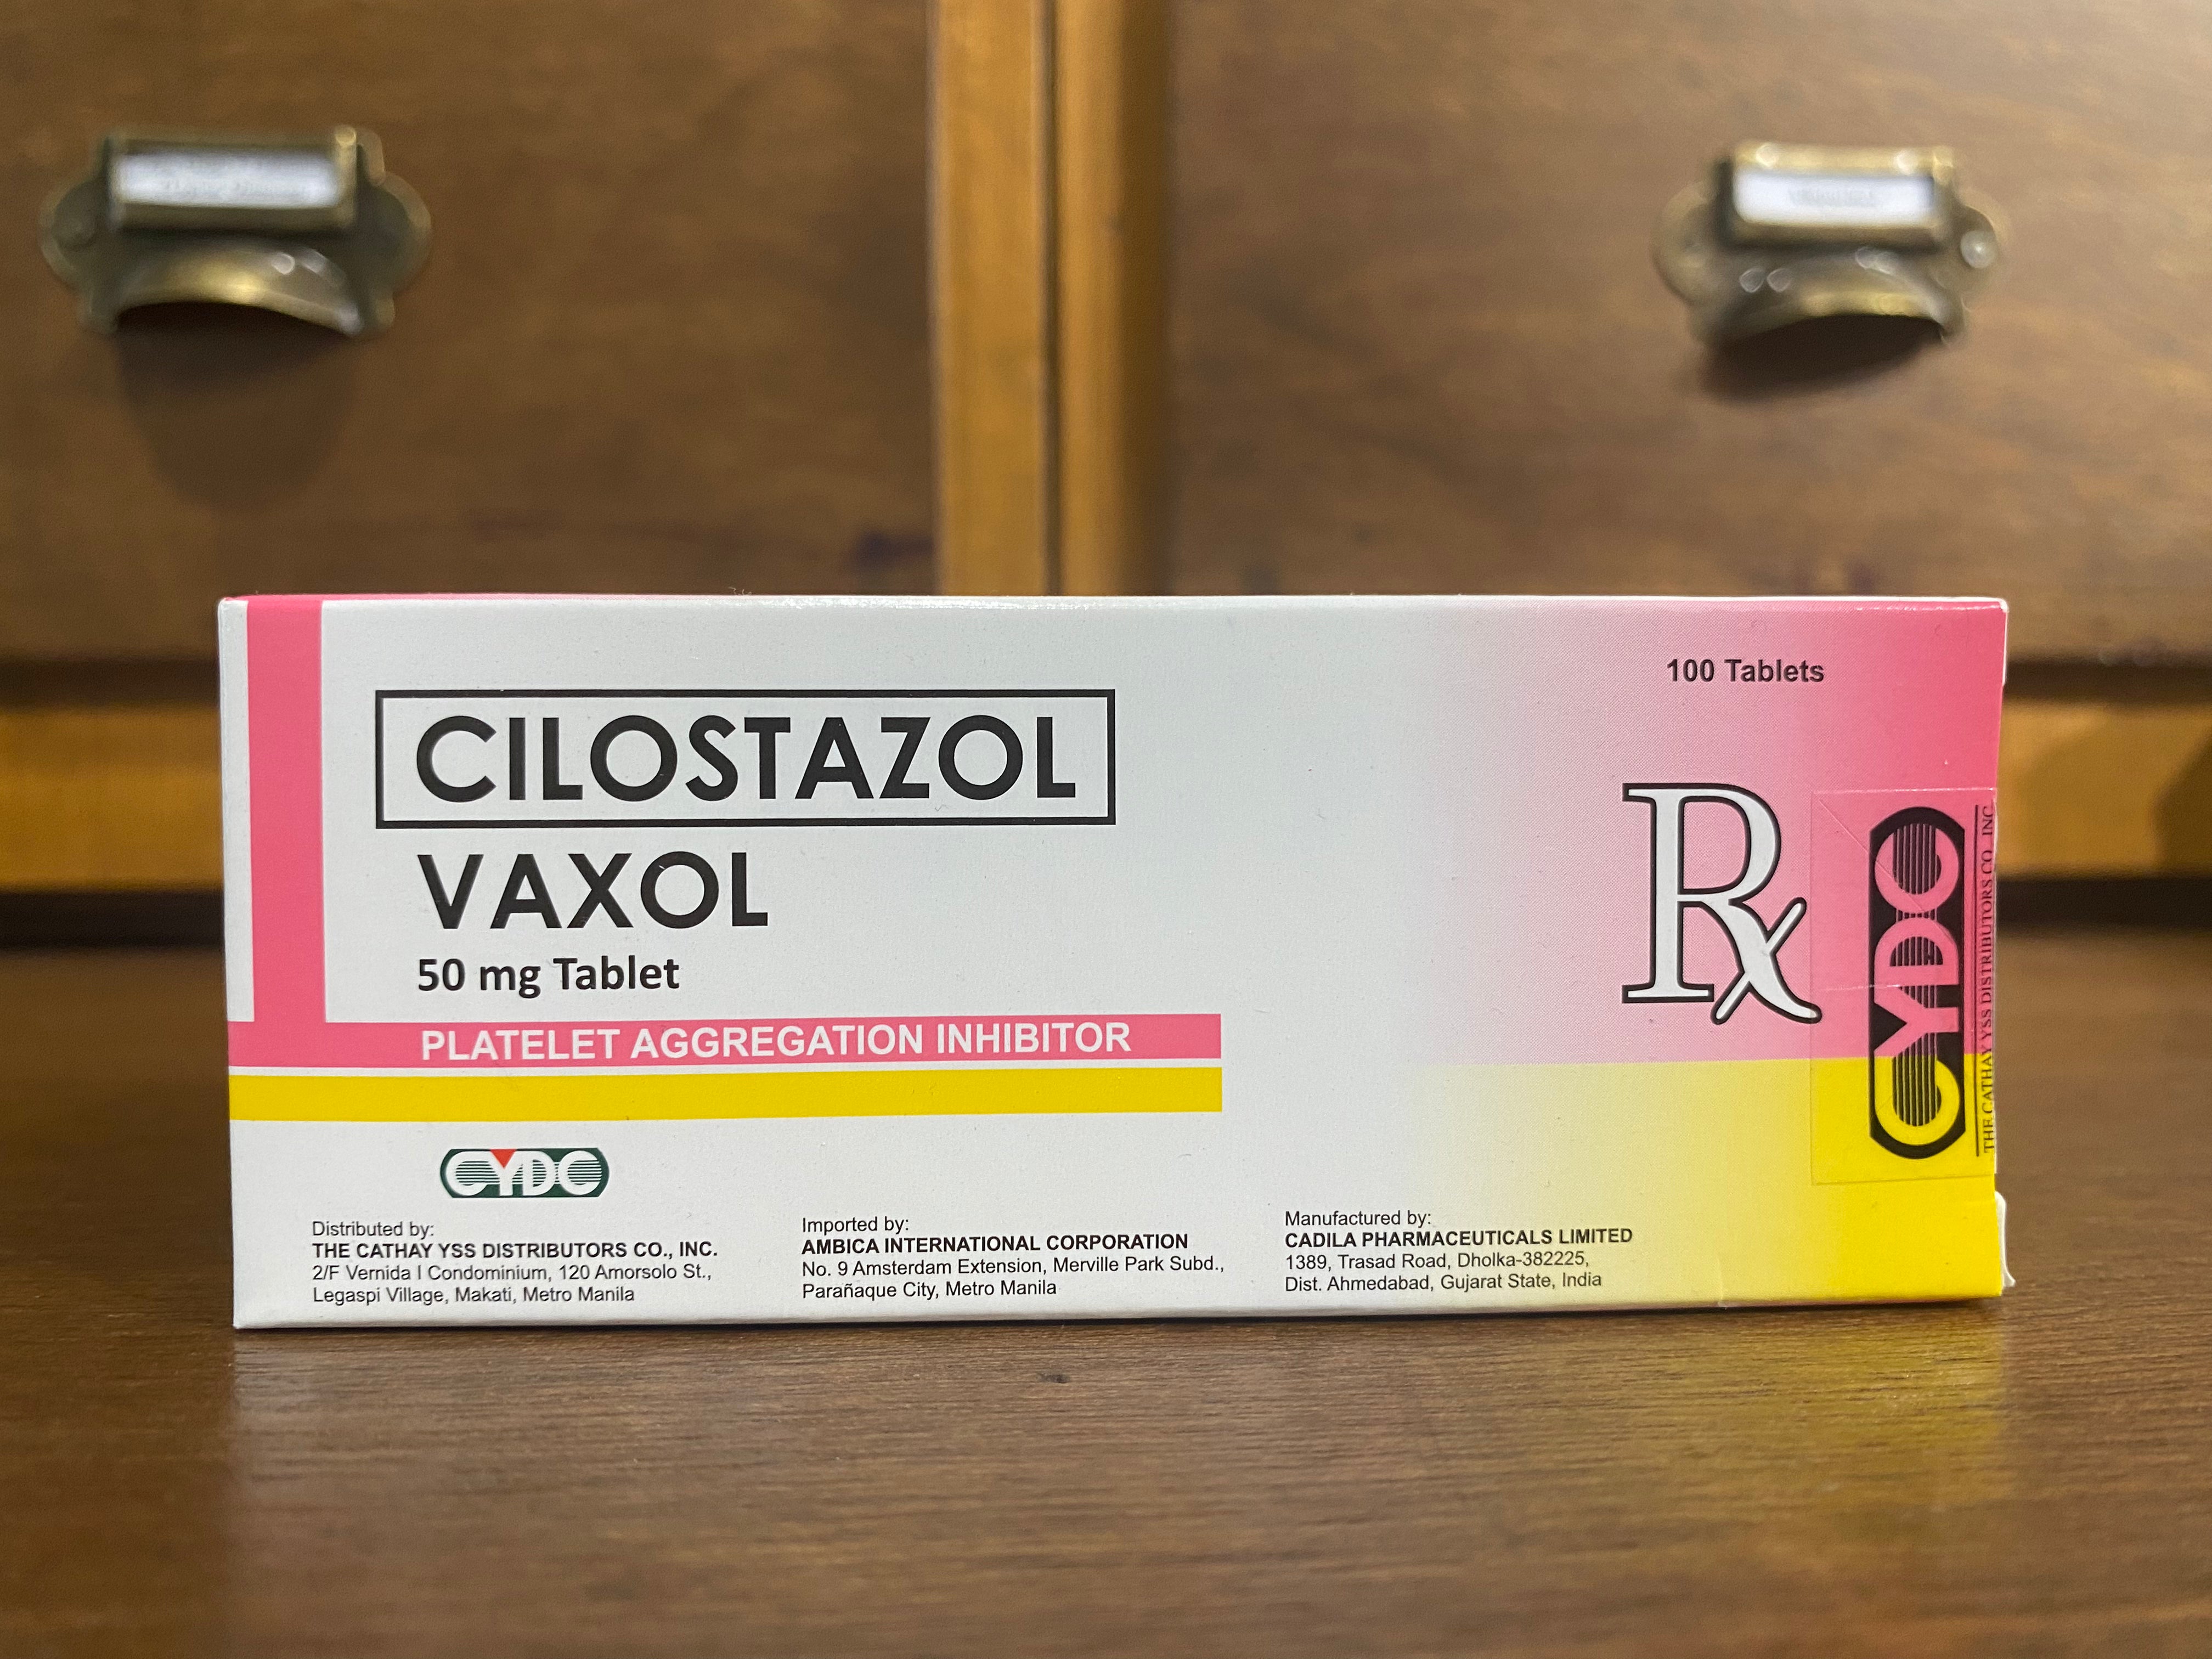 100 Tablets
CILOSTAZOL
VAXOL
50 mg Tablet
PLATELET AGGREGATION INHIBITOR
Rx
CYDC
THE CATHAY YSS DISTRIBUTORS CO., INC.
CYDC
Distributed by:
THE CATHAY YSS DISTRIBUTORS CO., INC.
2/F Vernida I Condominium, 120 Amorsolo St.,
Legaspi Village, Makati, Metro Manila
Imported by:
AMBICA INTERNATIONAL CORPORATION
No. 9 Amsterdam Extension, Merville Park Subd.,
Parañaque City, Metro Manila
Manufactured by:
CADILA PHARMACEUTICALS LIMITED
1389, Trasad Road, Dholka-382225,
Dist. Ahmedabad, Gujarat State, India